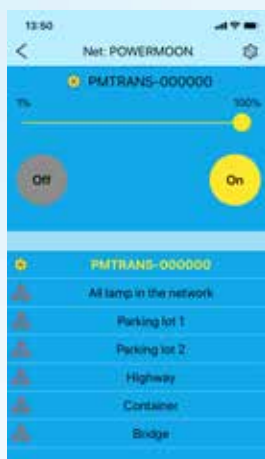 13:50
Net: POWERMOON
PMTRANS-000000
1% 100%
Off On
PMTRANS-000000
All lamp in the network
Parking lot 1
Parking lot 2
Highway
Container
Bridge